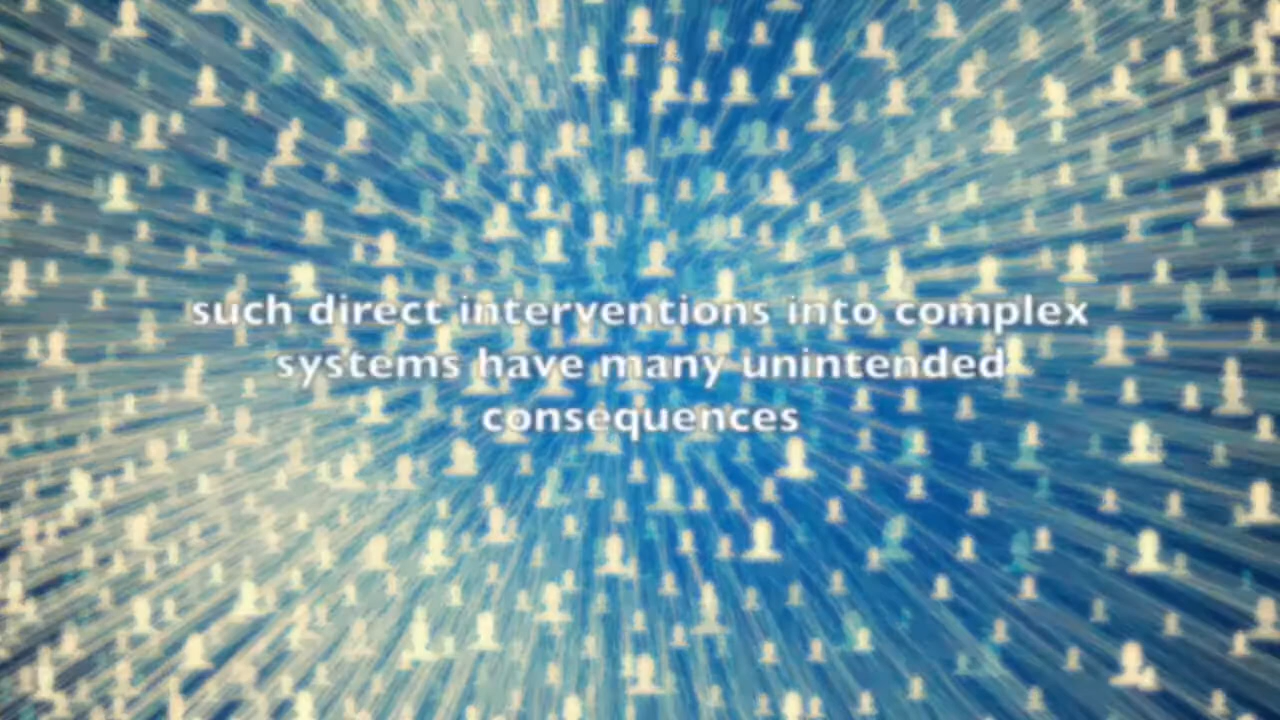 such direct interventions into complex
systems have many unintended
consequences